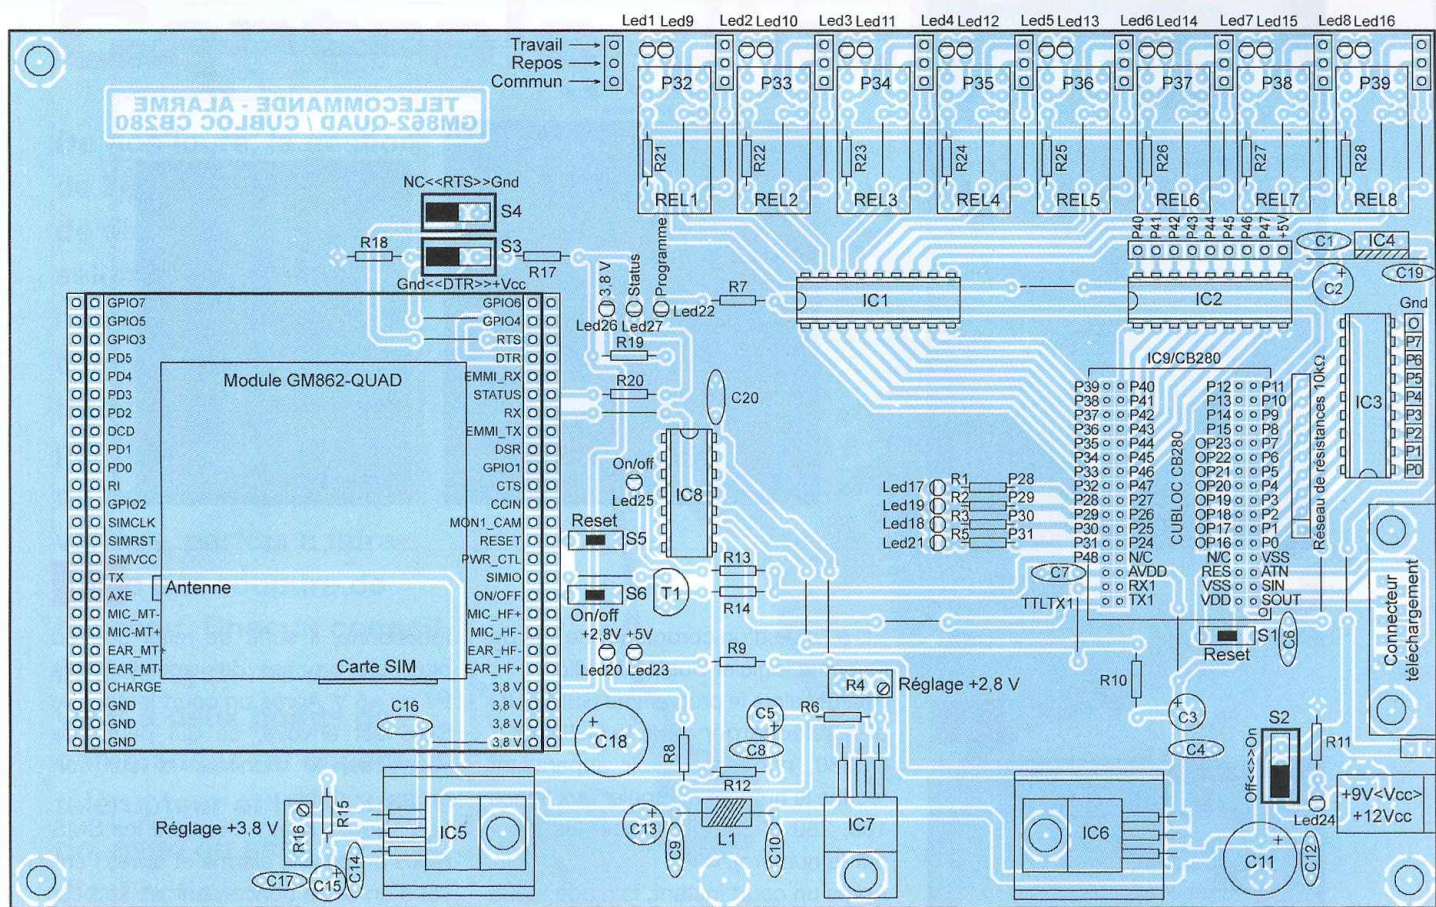 Led1 Led9 Led2 Led10 Led3 Led11 Led4 Led12 Led5 Led13 Led6 Led14 Led7 Led15 Led8 Led16
Travail
Repos
Commun
P32 P33 P34 P35 P36 P37 P38 P39
TELECOMMANDE - ALARME
GM862-QUAD / CUBLOC CB280
R21 R22 R23 R24 R25 R26 R27 R28
REL1 REL2 REL3 REL4 REL5 REL6 REL7 REL8
NC<<RTS>>Gnd
S4
S3
R18
R17
Gnd<<DTR>>+Vcc
3,8 V
Status
Programme
Led26
Led27
Led22
R7
IC1
P40 P41 P42 P43 P44 P45 P46 P47 +5V
IC2
C1
IC4
C2
C19
R19
R20
C20
Gnd
P7
P6
P5
P4
P3
P2
P1
P0
IC3
GPIO7 GPIO6
GPIO5 GPIO4
GPIO3 RTS
PD5 DTR
PD4 EMMI_RX
PD3 STATUS
PD2 RX
DCD EMMI_TX
PD1 DSR
PD0 GPIO1
RI CTS
GPIO2 CCIN
SIMCLK MON1_CAM
SIMRST RESET
SIMVCC PWR_CTL
TX SIMIO
AXE ON/OFF
MIC_MT- MIC_HF+
MIC-MT+ MIC_HF-
EAR_MT+ EAR_HF-
EAR_MT- EAR_HF+
CHARGE 3,8 V
GND 3,8 V
GND 3,8 V
GND 3,8 V
Module GM862-QUAD
Antenne
Carte SIM
On/off
Led25
IC8
Reset
S5
S6
On/off
T1
R13
R14
+2,8V +5V
Led20 Led23
R9
Led17 R1 P28
Led19 R2 P29
Led18 R3 P30
Led21 R5 P31
IC9/CB280
P39 P40 P12 P11
P38 P41 P13 P10
P37 P42 P14 P9
P36 P43 P15 P8
P35 P44 OP23 P7
P34 P45 OP22 P6
P33 P46 OP21 P5
P32 P47 OP20 P4
P28 P27 OP19 P3
P29 P26 OP18 P2
P30 P25 OP17 P1
P31 P24 OP16 P0
P48 N/C N/C VSS
AVDD RES ATN
RX1 VSS SIN
TTLTX1 TX1 VDD SOUT
CUBLOC CB280
Réseau de résistances 10kΩ
C7
S1
Reset
C6
Connecteur
téléchargement
R4
Réglage +2,8 V
R10
C3
C4
S2
Off<<>>On
R11
Led24
+9V<Vcc>
+12Vcc
C16
C18
R8
C5
R6
C8
R12
Réglage +3,8 V
R16
R15
C17
C15
C14
IC5
C13
C9
L1
C10
IC7
IC6
C11
C12